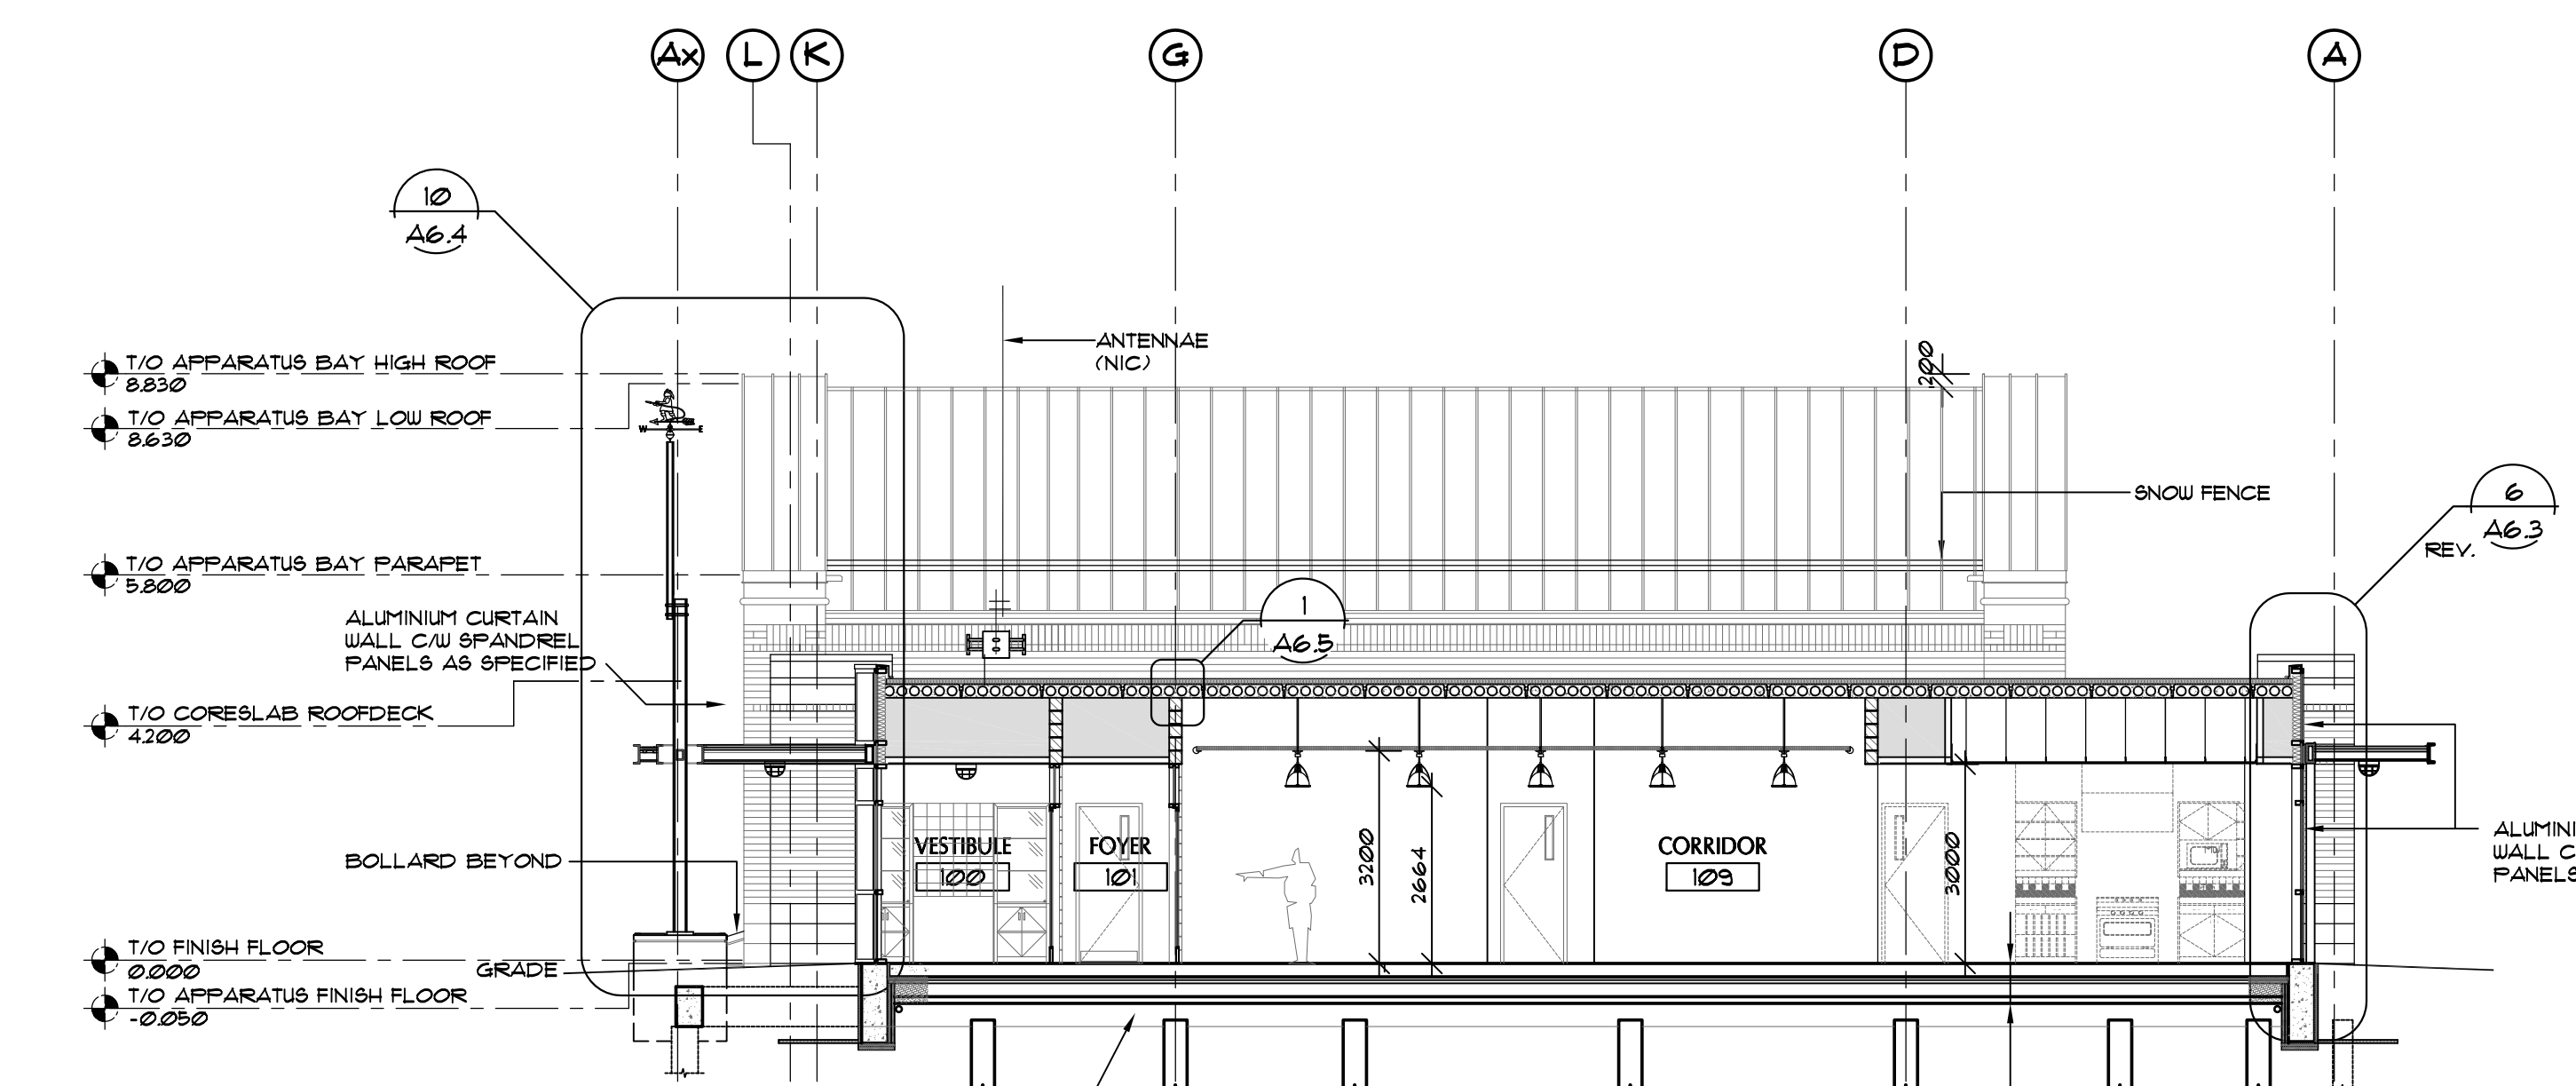 Ax
L
K
G
D
A
10
A6.4
ANTENNAE
(NIC)
200
T/O APPARATUS BAY HIGH ROOF
8.830
T/O APPARATUS BAY LOW ROOF
8.630
W
E
SNOW FENCE
6
A6.3
REV.
T/O APPARATUS BAY PARAPET
5.800
ALUMINIUM CURTAIN
WALL C/W SPANDREL
PANELS AS SPECIFIED
1
A6.5
T/O CORESLAB ROOFDECK
4.200
VESTIBULE
100
FOYER
101
3200
2664
CORRIDOR
109
3000
ALUMINI
WALL C
PANELS
BOLLARD BEYOND
T/O FINISH FLOOR
0.000
GRADE
T/O APPARATUS FINISH FLOOR
-0.050